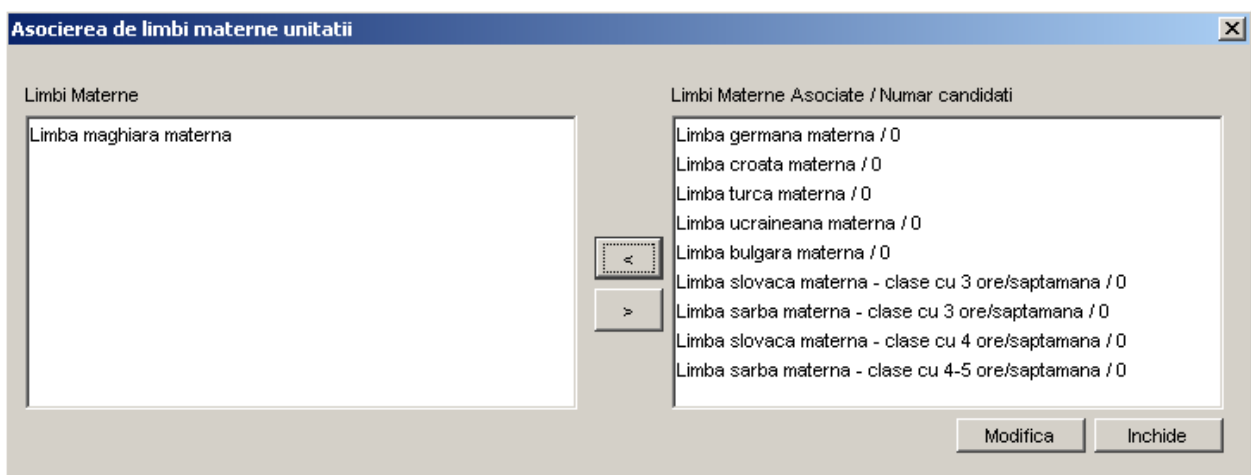 Asocierea de limbi materne unitatii
Limbi Materne
Limba maghiara materna
<
>
Limbi Materne Asociate / Numar candidati
Limba germana materna / 0
Limba croata materna / 0
Limba turca materna / 0
Limba ucraineana materna / 0
Limba bulgara materna / 0
Limba slovaca materna - clase cu 3 ore/saptamana / 0
Limba sarba materna - clase cu 3 ore/saptamana / 0
Limba slovaca materna - clase cu 4 ore/saptamana / 0
Limba sarba materna - clase cu 4-5 ore/saptamana / 0
Modifica
Inchide